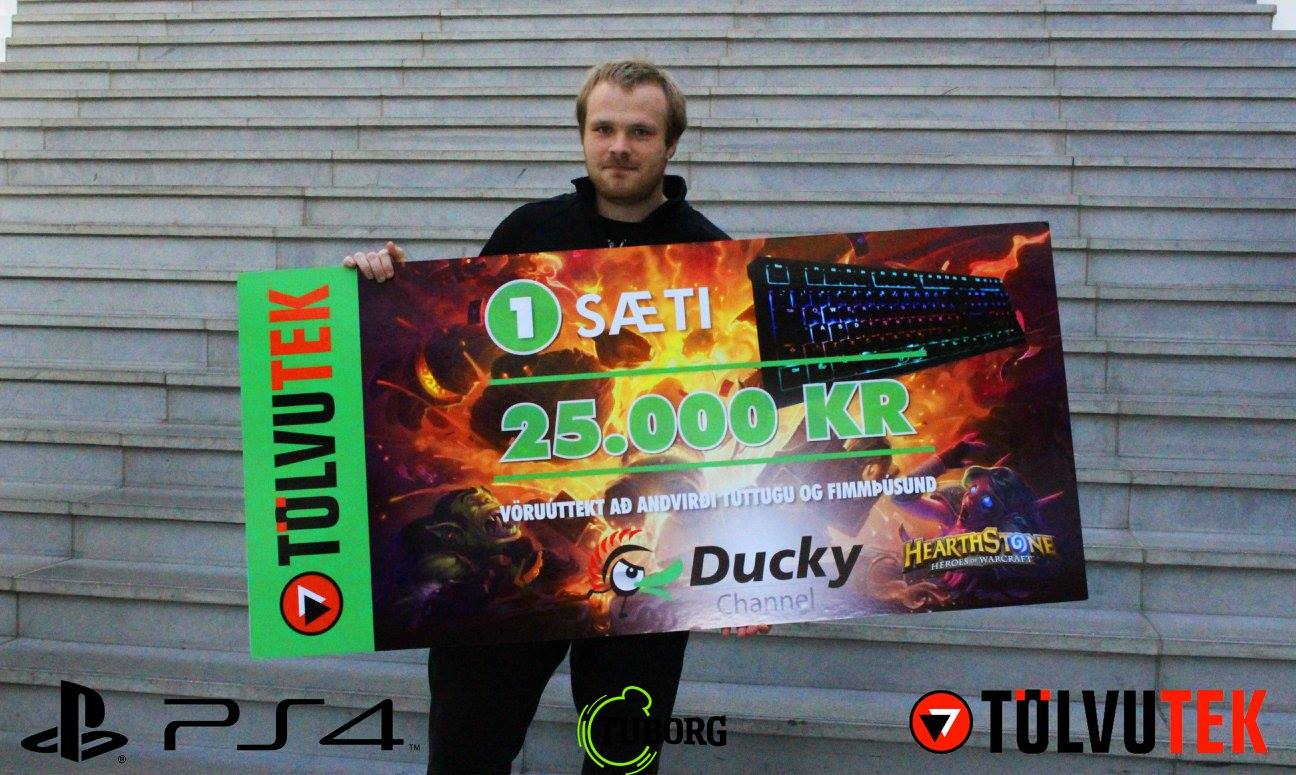 TÖLVUTEK
1 SÆTI
25.000 KR
VÖRUÚTTEKT AÐ ANDVIRÐI TUTTUGU OG FIMMÞÚSUND
Ducky
Channel
HEARTHSTONE
HEROES OF WARCRAFT
PS4™
TUBORG
TÖLVUTEK